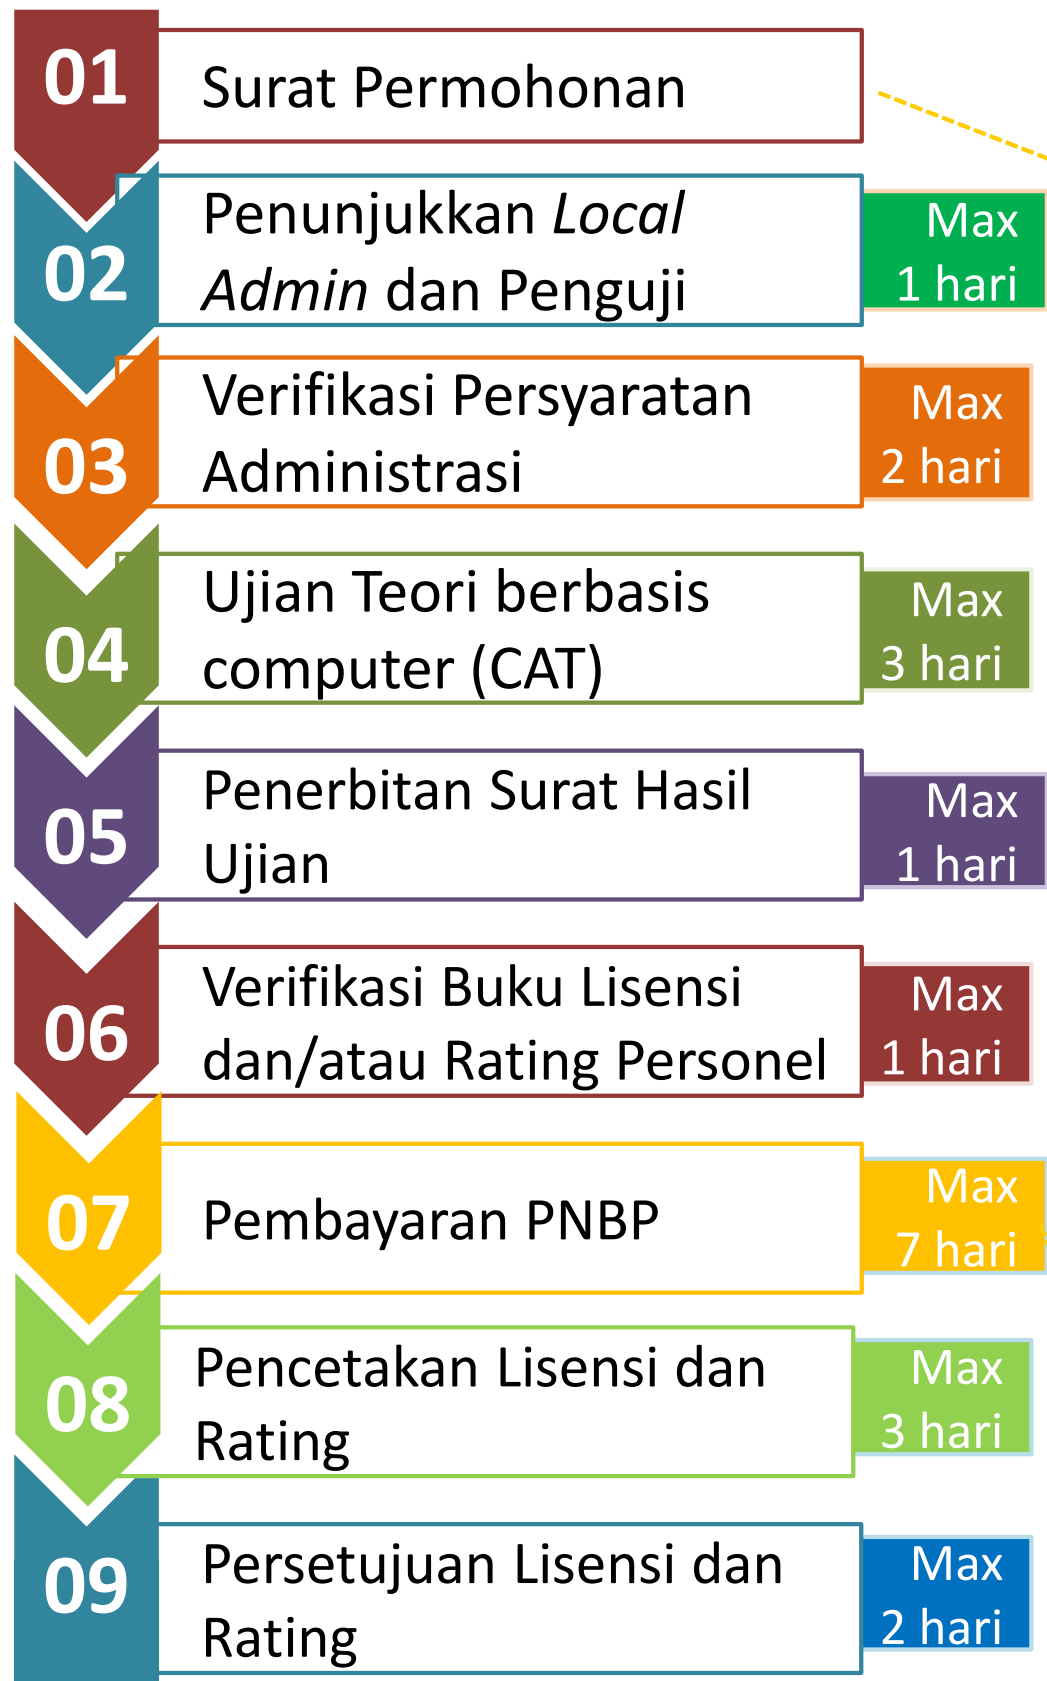 01
Surat Permohonan
02
Penunjukkan Local
Admin dan Penguji
Max
1 hari
03
Verifikasi Persyaratan
Administrasi
Max
2 hari
04
Ujian Teori berbasis
computer (CAT)
Max
3 hari
05
Penerbitan Surat Hasil
Ujian
Max
1 hari
06
Verifikasi Buku Lisensi
dan/atau Rating Personel
Max
1 hari
07
Pembayaran PNBP
Max
7 hari
08
Pencetakan Lisensi dan
Rating
Max
3 hari
09
Persetujuan Lisensi dan
Rating
Max
2 hari